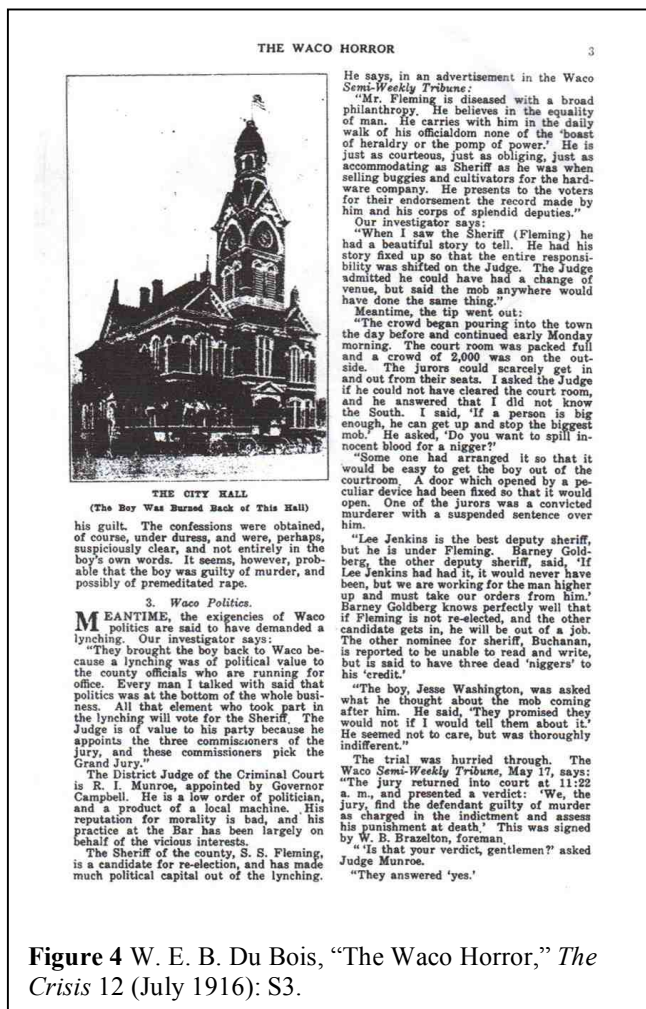 THE WACO HORROR 3
THE CITY HALL
(The Boy Was Burned Back of This Hall)
his guilt. The confessions were obtained,
of course, under duress, and were, perhaps,
suspiciously clear, and not entirely in the
boy's own words. It seems, however, prob-
able that the boy was guilty of murder, and
possibly of premeditated rape.
3. Waco Politics.
MEANTIME, the exigencies of Waco
politics are said to have demanded a
lynching. Our investigator says:
"They brought the boy back to Waco be-
cause a lynching was of political value to
the county officials who are running for
office. Every man I talked with said that
politics was at the bottom of the whole busi-
ness. All that element who took part in
the lynching will vote for the Sheriff. The
Judge is of value to his party because he
appoints the three commissioners of the
jury, and these commissioners pick the
Grand Jury."
The District Judge of the Criminal Court
is R. I. Munroe, appointed by Governor
Campbell. He is a low order of politician,
and a product of a local machine. His
reputation for morality is bad, and his
practice at the Bar has been largely on
behalf of the vicious interests.
The Sheriff of the county, S. S. Fleming,
is a candidate for re-election, and has made
much political capital out of the lynching.
He says, in an advertisement in the Waco
Semi-Weekly Tribune:
"Mr. Fleming is diseased with a broad
philanthropy. He believes in the equality
of man. He carries with him in the daily
walk of his officialdom none of the 'boast
of heraldry or the pomp of power.' He is
just as courteous, just as obliging, just as
accommodating as Sheriff as he was when
selling buggies and cultivators for the hard-
ware company. He presents to the voters
for their endorsement the record made by
him and his corps of splendid deputies."
Our investigator says:
"When I saw the Sheriff (Fleming) he
had a beautiful story to tell. He had his
story fixed up so that the entire responsi-
bility was shifted on the Judge. The Judge
admitted he could have had a change of
venue, but said the mob anywhere would
have done the same thing."
Meantime, the tip went out:
"The crowd began pouring into the town
the day before and continued early Monday
morning. The court room was packed full
and a crowd of 2,000 was on the out-
side. The jurors could scarcely get in
and out from their seats. I asked the Judge
if he could not have cleared the court room,
and he answered that I did not know
the South. I said, 'If a person is big
enough, he can get up and stop the biggest
mob.' He asked, 'Do you want to spill in-
nocent blood for a nigger?'
"Some one had arranged it so that it
would be easy to get the boy out of the
courtroom. A door which opened by a pe-
culiar device had been fixed so that it would
open. One of the jurors was a convicted
murderer with a suspended sentence over
him.
"Lee Jenkins is the best deputy sheriff,
but he is under Fleming. Barney Gold-
berg, the other deputy sheriff, said, 'If
Lee Jenkins had had it, it would never have
been, but we are working for the man higher
up and must take our orders from him.'
Barney Goldberg knows perfectly well that
if Fleming is not re-elected, and the other
candidate gets in, he will be out of a job.
The other nominee for sheriff, Buchanan,
is reported to be unable to read and write,
but is said to have three dead 'niggers' to
his 'credit.'
"The boy, Jesse Washington, was asked
what he thought about the mob coming
after him. He said, 'They promised they
would not if I would tell them about it.'
He seemed not to care, but was thoroughly
indifferent."
The trial was hurried through. The
Waco Semi-Weekly Tribune, May 17, says:
"The jury returned into court at 11:22
a. m., and presented a verdict: 'We, the
jury, find the defendant guilty of murder
as charged in the indictment and assess
his punishment at death.' This was signed
by W. B. Brazelton, foreman.
"'Is that your verdict, gentlemen?' asked
Judge Munroe.
"They answered 'yes.'
Figure 4 W. E. B. Du Bois, “The Waco Horror,” The
Crisis 12 (July 1916): S3.